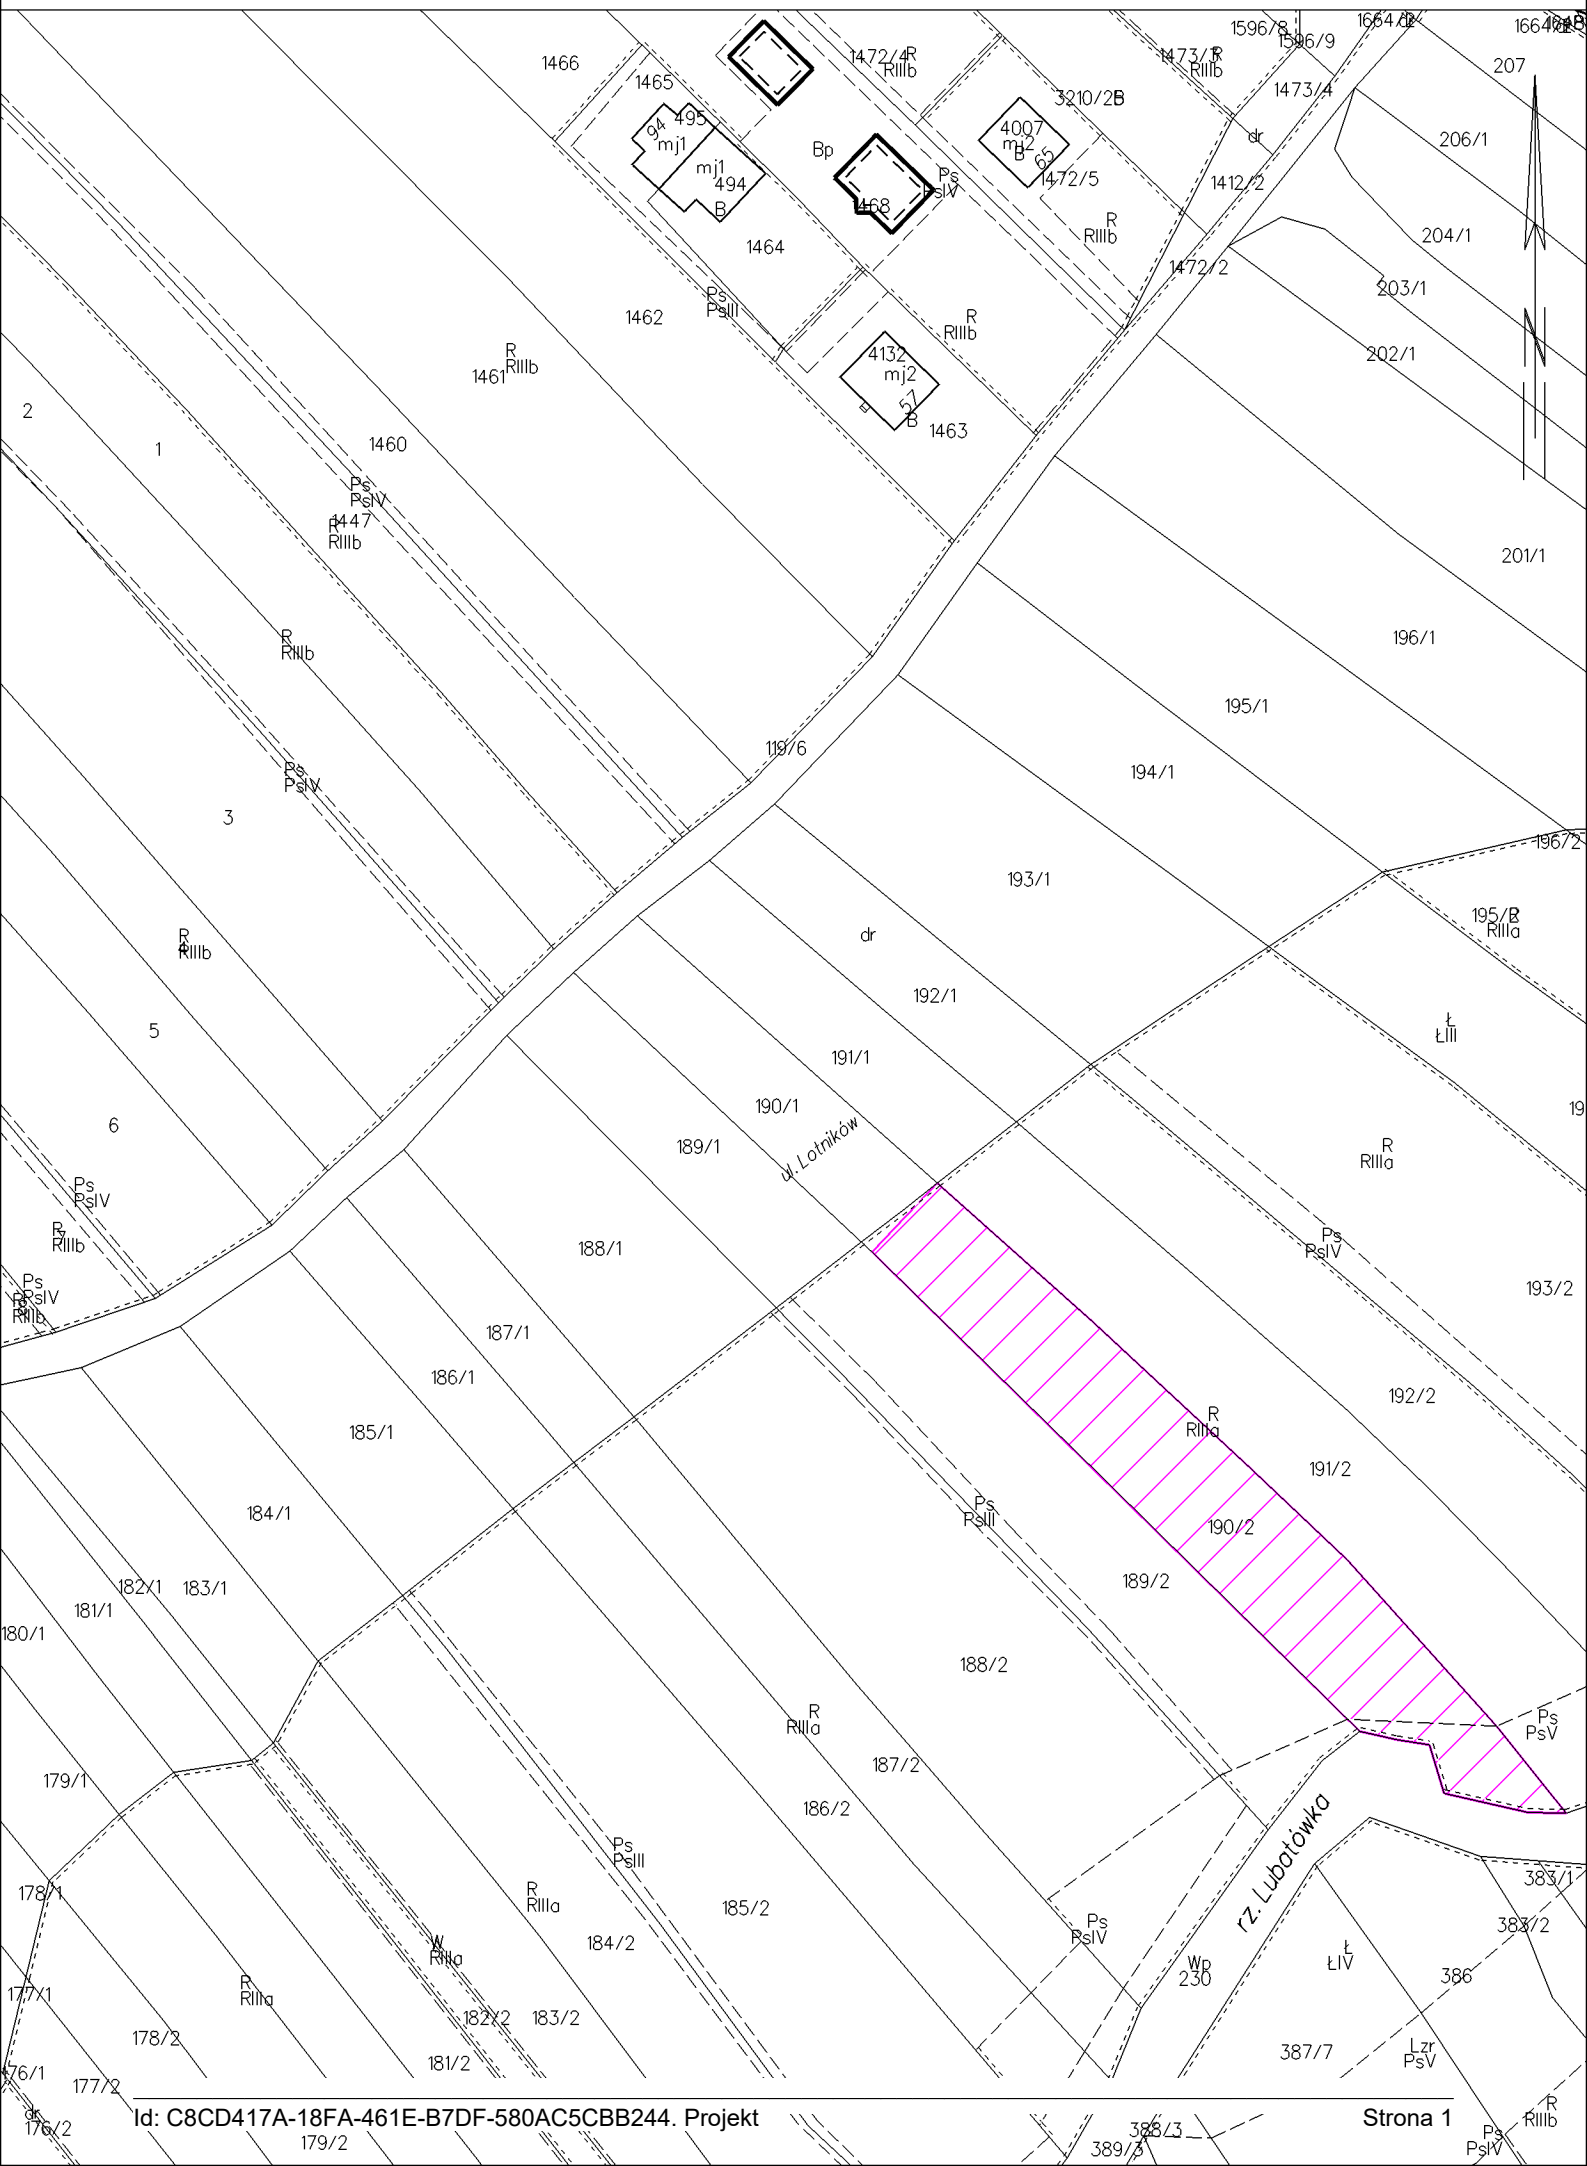 1596/8
1664/2
dr
1596/9
1466
1465
1472/4
R
RIIIb
1473/3
R
RIIIb
207
1473/4
3210/2
B
94
495
mj1
mj1
494
B
Bp
4007
mj2
B
65
dr
206/1
1472/5
Ps
PsIV
1468
1412/2
R
RIIIb
204/1
1464
1472/2
203/1
Ps
PsIII
1462
R
RIIIb
202/1
R
RIIIb
1461
4132
mj2
57
B
1463
2
1
1460
Ps
PsIV
1447
R
RIIIb
N
201/1
R
RIIIb
196/1
195/1
119/6
194/1
Ps
PsIV
3
196/2
193/1
195/2
R
RIIIa
dr
R
4
RIIIb
192/1
Ł
ŁIII
5
191/1
190/1
19
6
189/1
ul. Lotników
R
RIIIa
Ps
PsIV
R
7
RIIIb
188/1
Ps
PsIV
Ps
PsIV
R
8
RIIIb
193/2
187/1
186/1
192/2
185/1
R
RIIIa
191/2
184/1
Ps
PsIII
190/2
189/2
182/1
183/1
181/1
180/1
188/2
R
RIIIa
Ps
PsV
187/2
179/1
186/2
rz. Lubatówka
Ps
PsIII
178/1
R
RIIIa
185/2
383/1
383/2
Ps
PsIV
184/2
W
RIIIa
Ł
ŁIV
Wp
230
386
R
RIIIa
177/1
182/2
183/2
178/2
387/7
Lzr
PsV
181/2
176/1
177/2
Id: C8CD417A-18FA-461E-B7DF-580AC5CBB244. Projekt
Strona 1
dr
176/2
179/2
388/3
389/3
R
RIIIb
Ps
PsIV